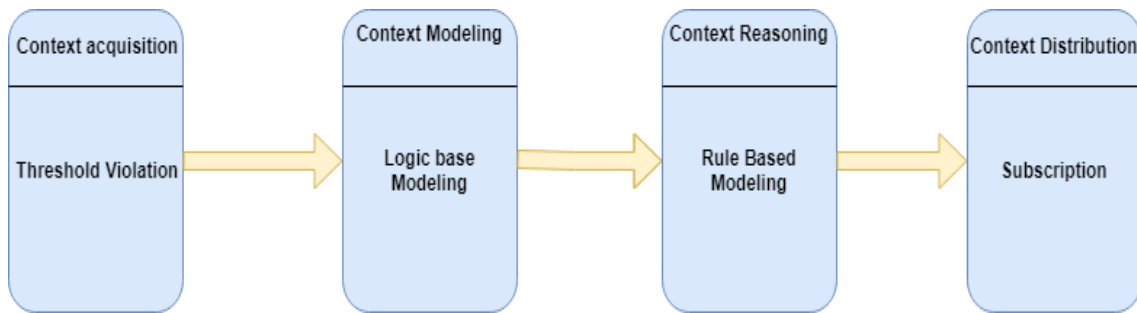 Context acquisition
Threshold Violation
Context Modeling
Logic base
Modeling
Context Reasoning
Rule Based
Modeling
Context Distribution
Subscription